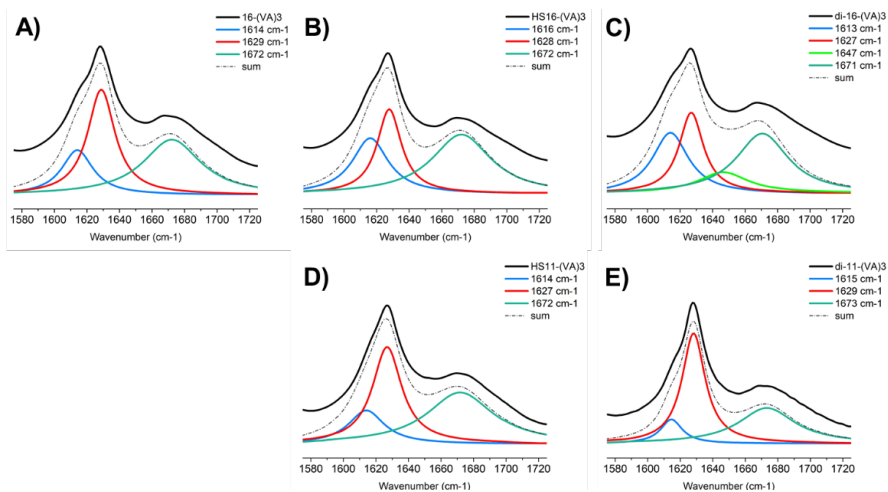 A)
16-(VA)3
1614 cm-1
1629 cm-1
1672 cm-1
sum
1580 1600 1620 1640 1660 1680 1700 1720
Wavenumber (cm-1)
B)
HS16-(VA)3
1616 cm-1
1628 cm-1
1672 cm-1
sum
1580 1600 1620 1640 1660 1680 1700 1720
Wavenumber (cm-1)
C)
di-16-(VA)3
1613 cm-1
1627 cm-1
1647 cm-1
1671 cm-1
sum
1580 1600 1620 1640 1660 1680 1700 1720
Wavenumber (cm-1)
D)
HS11-(VA)3
1614 cm-1
1627 cm-1
1672 cm-1
sum
1580 1600 1620 1640 1660 1680 1700 1720
Wavenumber (cm-1)
E)
di-11-(VA)3
1615 cm-1
1629 cm-1
1673 cm-1
sum
1580 1600 1620 1640 1660 1680 1700 1720
Wavenumber (cm-1)